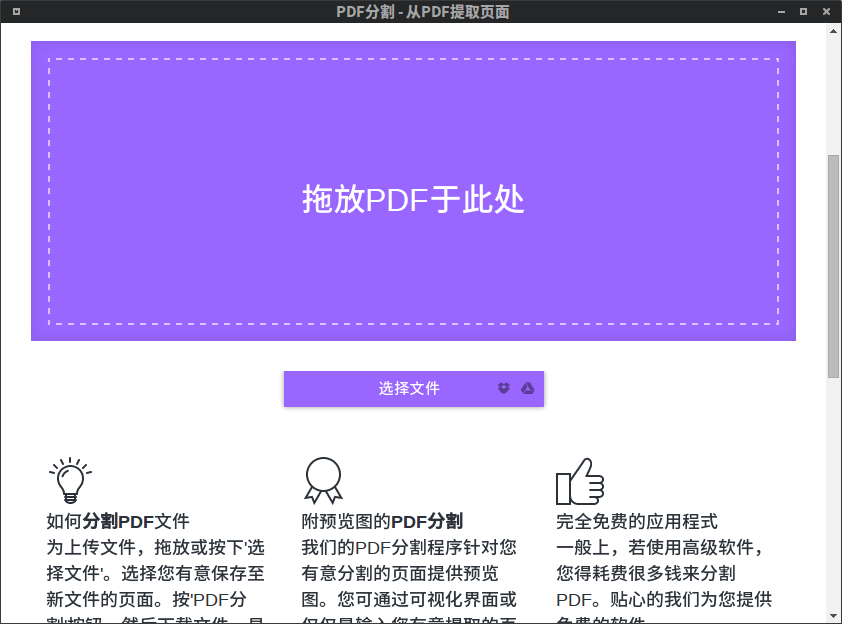 PDF分割 - 从PDF提取页面
拖放PDF于此处
选择文件
如何分割PDF文件
为上传文件，拖放或按下'选
择文件'。选择您有意保存至
新文件的页面。按'PDF分
割'按钮，然后下载文件，是
附预览图的PDF分割
我们的PDF分割程序针对您
有意分割的页面提供预览
图。您可通过可视化界面或
仅仅是输入您有意提取的页
完全免费的应用程式
一般上，若使用高级软件，
您得耗费很多钱来分割
PDF。贴心的我们为您提供
免费的软件